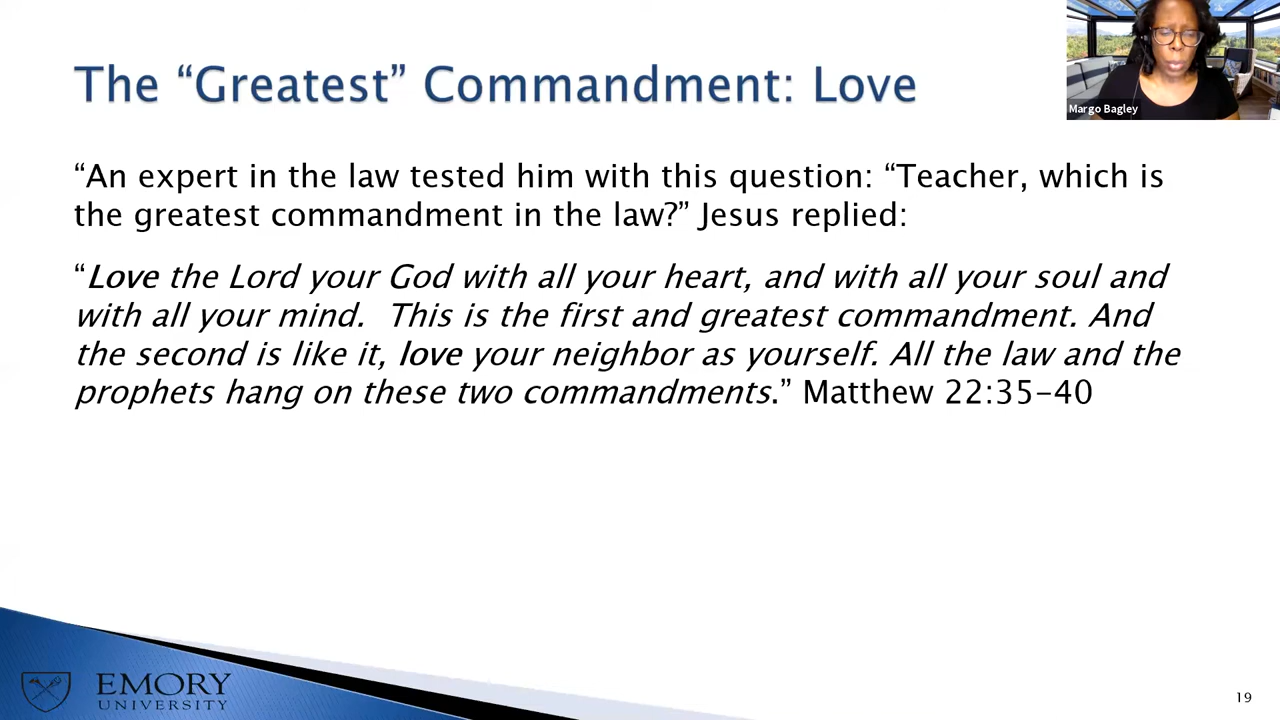 The “Greatest” Commandment: Love
Margo Bagley
“An expert in the law tested him with this question: “Teacher, which is
the greatest commandment in the law?” Jesus replied:
“Love the Lord your God with all your heart, and with all your soul and
with all your mind.  This is the first and greatest commandment. And
the second is like it, love your neighbor as yourself. All the law and the
prophets hang on these two commandments.” Matthew 22:35-40
EMORY
UNIVERSITY
19